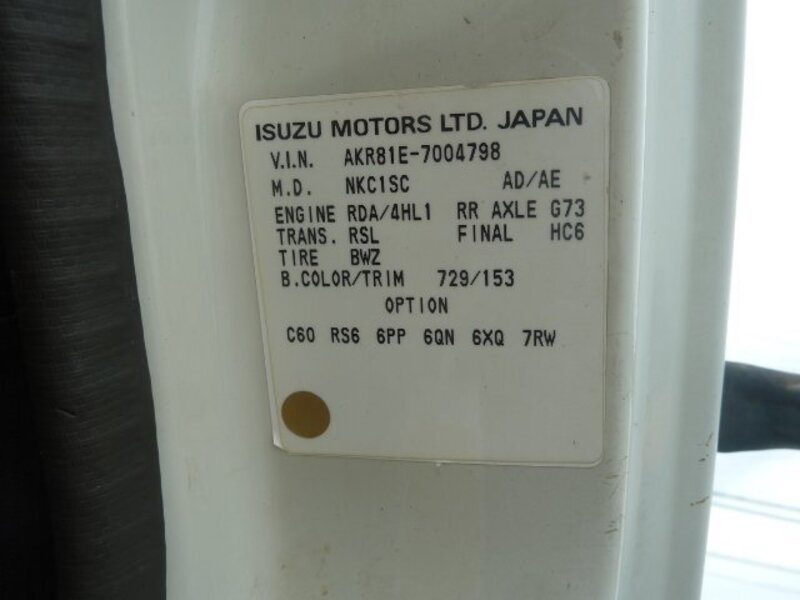 ISUZU MOTORS LTD. JAPAN
V.I.N. AKR81E-7004798
M.D. NKC1SC AD/AE
ENGINE RDA/4HL1 RR AXLE G73
TRANS. RSL FINAL HC6
TIRE BWZ
B.COLOR/TRIM 729/153
OPTION
C60 RS6 6PP 6QN 6XQ 7RW